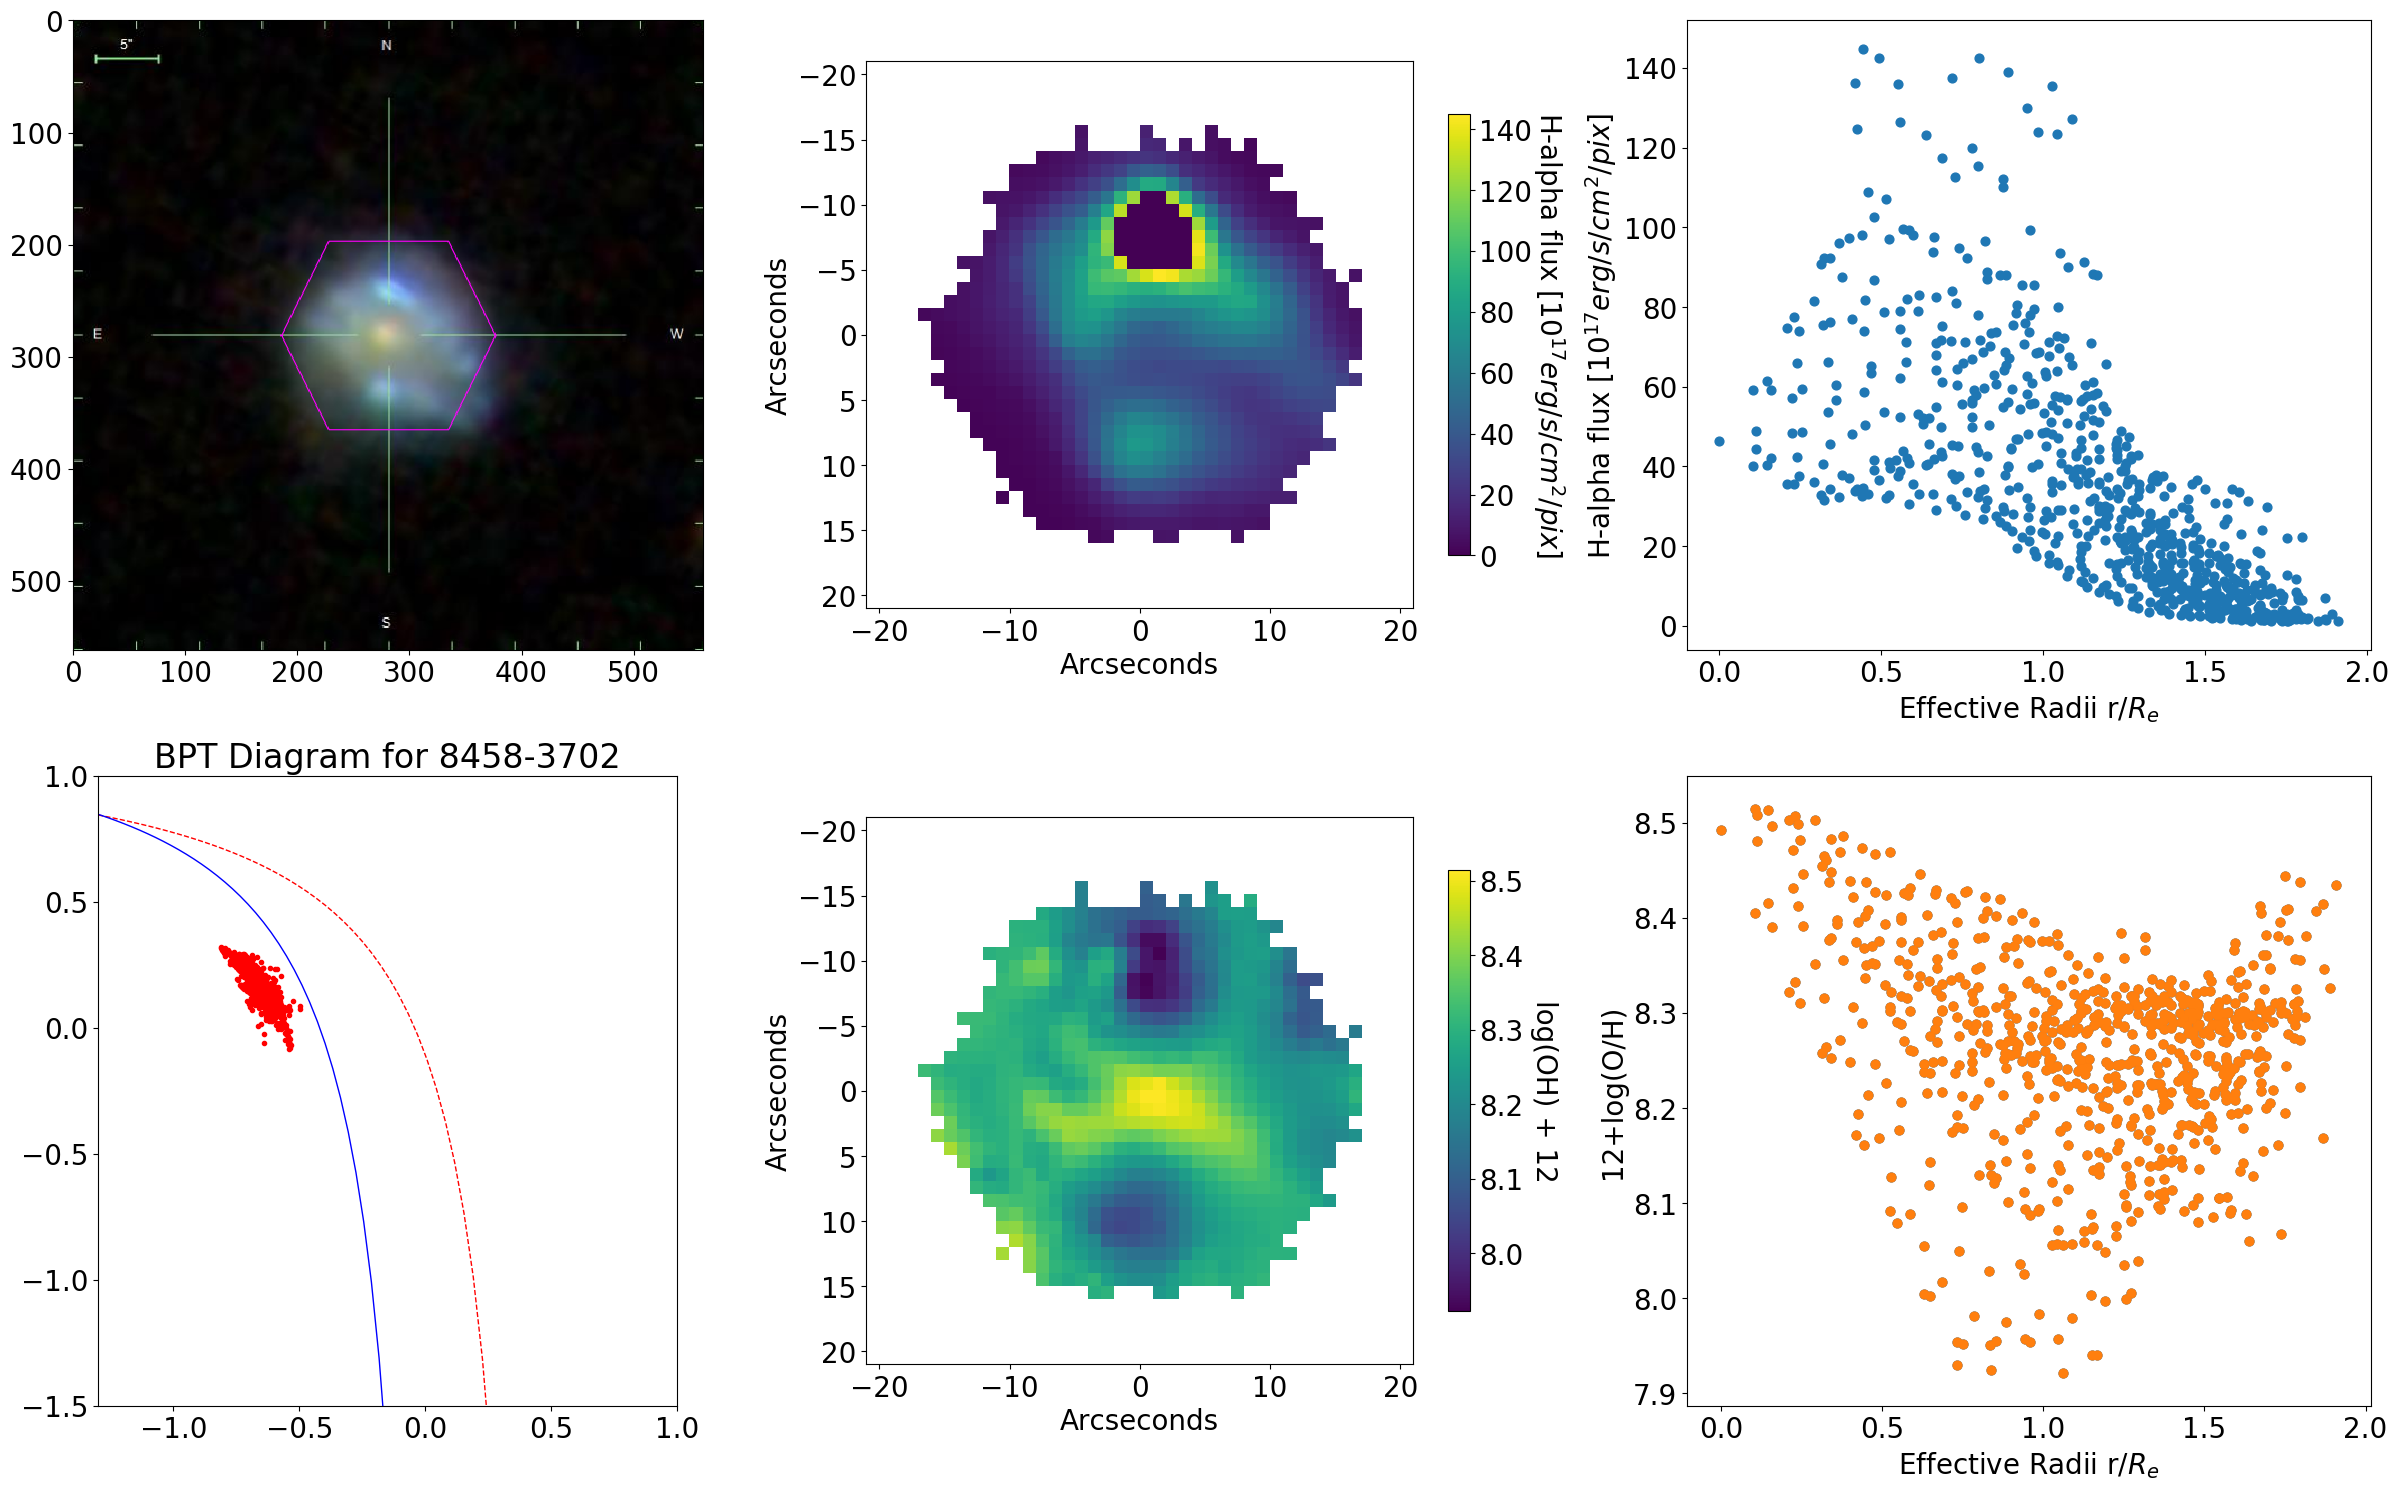 0
100
200
300
400
500
0 100 200 300 400 500
5"
N
E
W
S
−20
−15
−10
−5
0
5
10
15
20
Arcseconds
−20 −10 0 10 20
Arcseconds
140
120
100
80
60
40
20
0
H-alpha flux [10^17 erg/s/cm^2/pix]
H-alpha flux [10^17 erg/s/cm^2/pix]
140
120
100
80
60
40
20
0
0.0 0.5 1.0 1.5 2.0
Effective Radii r/R_e
BPT Diagram for 8458-3702
1.0
0.5
0.0
−0.5
−1.0
−1.5
−1.0 −0.5 0.0 0.5 1.0
−20
−15
−10
−5
0
5
10
15
20
Arcseconds
−20 −10 0 10 20
Arcseconds
8.5
8.4
8.3
8.2
8.1
8.0
log(OH) + 12
12+log(O/H)
8.5
8.4
8.3
8.2
8.1
8.0
7.9
0.0 0.5 1.0 1.5 2.0
Effective Radii r/R_e